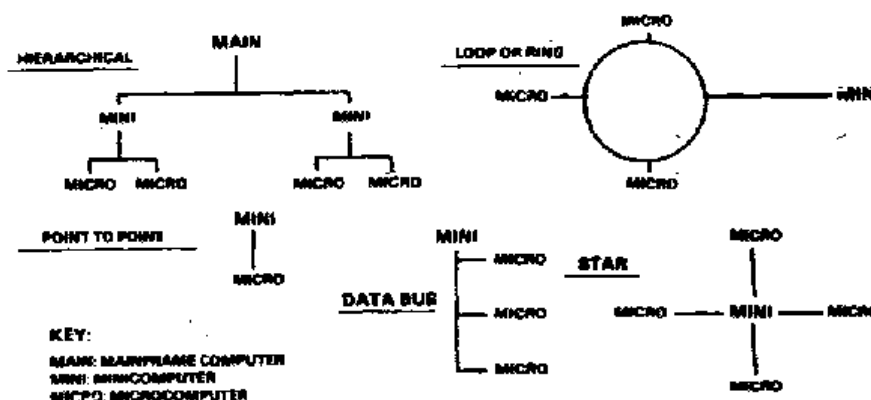 HIERARCHICAL
MAIN
MINI MINI
MICRO MICRO MICRO MICRO
LOOP OR RING
MICRO
MICRO MINI
MICRO
POINT TO POINT
MINI
MICRO
DATA BUS
MINI
MICRO
MICRO
MICRO
STAR
MICRO
MICRO MINI MICRO
MICRO
KEY:
MAIN: MAINFRAME COMPUTER
MINI: MINICOMPUTER
MICRO: MICROCOMPUTER